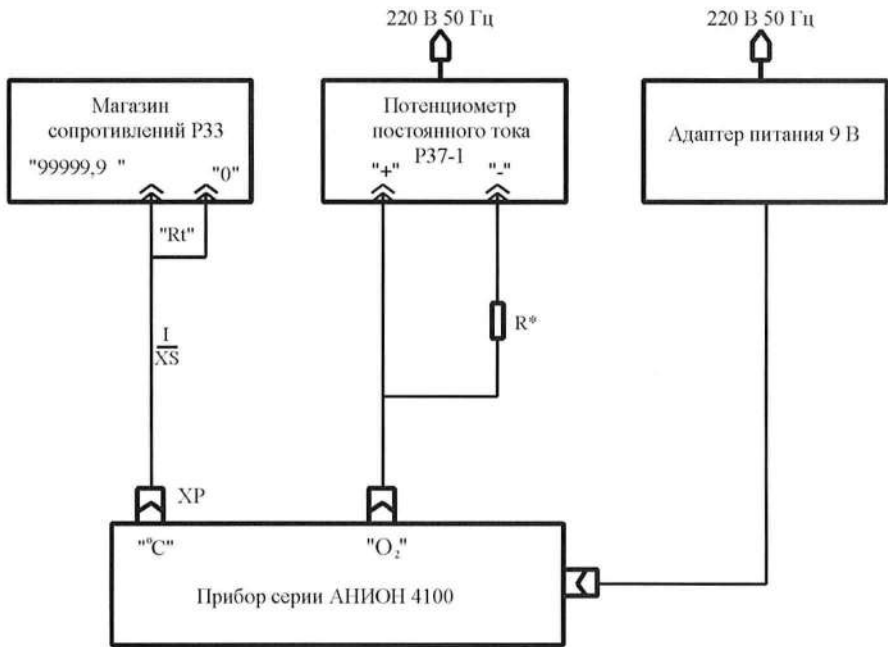 220 В 50 Гц
220 В 50 Гц
Магазин
сопротивлений Р33
"99999,9 "
"0"
Потенциометр
постоянного тока
Р37-1
"+"
"-"
Адаптер питания 9 В
"Rt"
R*
I
XS
XP
"°C"
"O₂"
Прибор серии АНИОН 4100